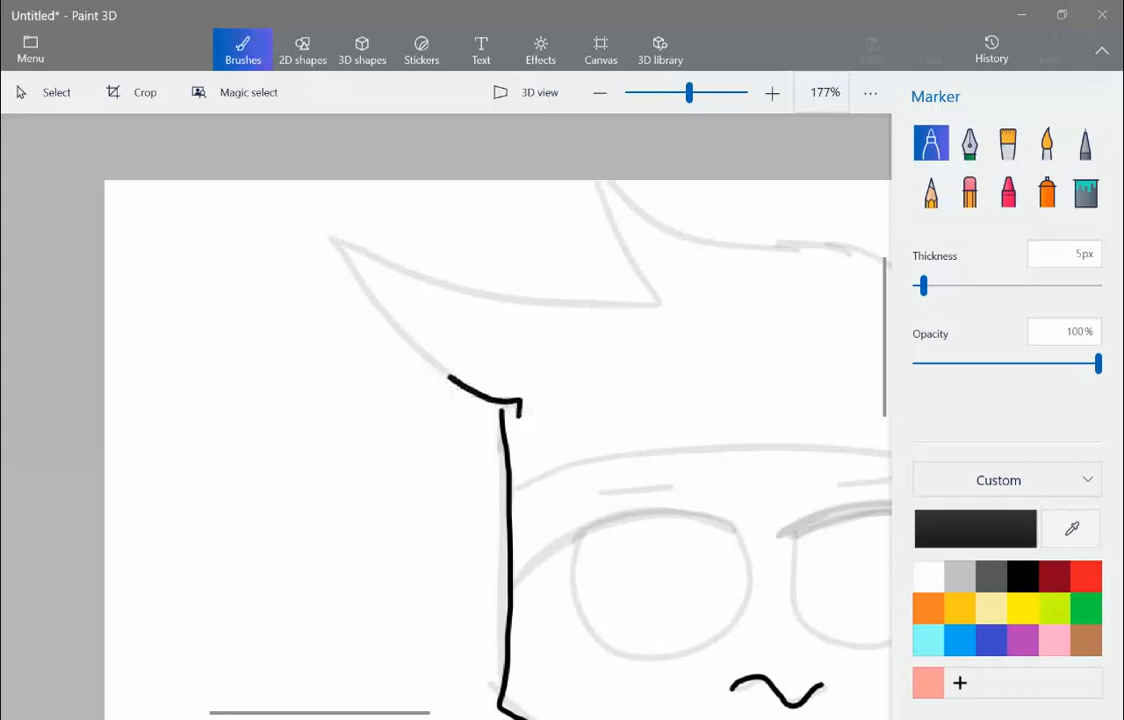 Untitled* - Paint 3D
Menu
Brushes
2D shapes
3D shapes
Stickers
Text
Effects
Canvas
3D library
History
Select
Crop
Magic select
3D view
177%
Marker
Thickness
5px
Opacity
100%
Custom